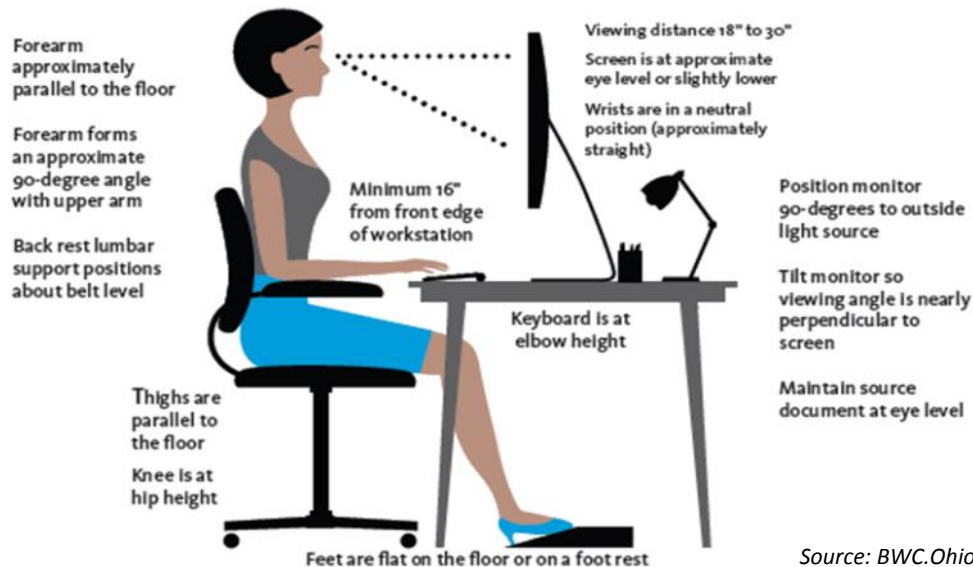 Forearm
approximately
parallel to the floor
Forearm forms
an approximate
90-degree angle
with upper arm
Back rest lumbar
support positions
about belt level
Thighs are
parallel to
the floor
Knee is at
hip height
Minimum 16"
from front edge
of workstation
Keyboard is at
elbow height
Feet are flat on the floor or on a foot rest
Viewing distance 18" to 30"
Screen is at approximate
eye level or slightly lower
Wrists are in a neutral
position (approximately
straight)
Position monitor
90-degrees to outside
light source
Tilt monitor so
viewing angle is nearly
perpendicular to
screen
Maintain source
document at eye level
Source: BWC.Ohio